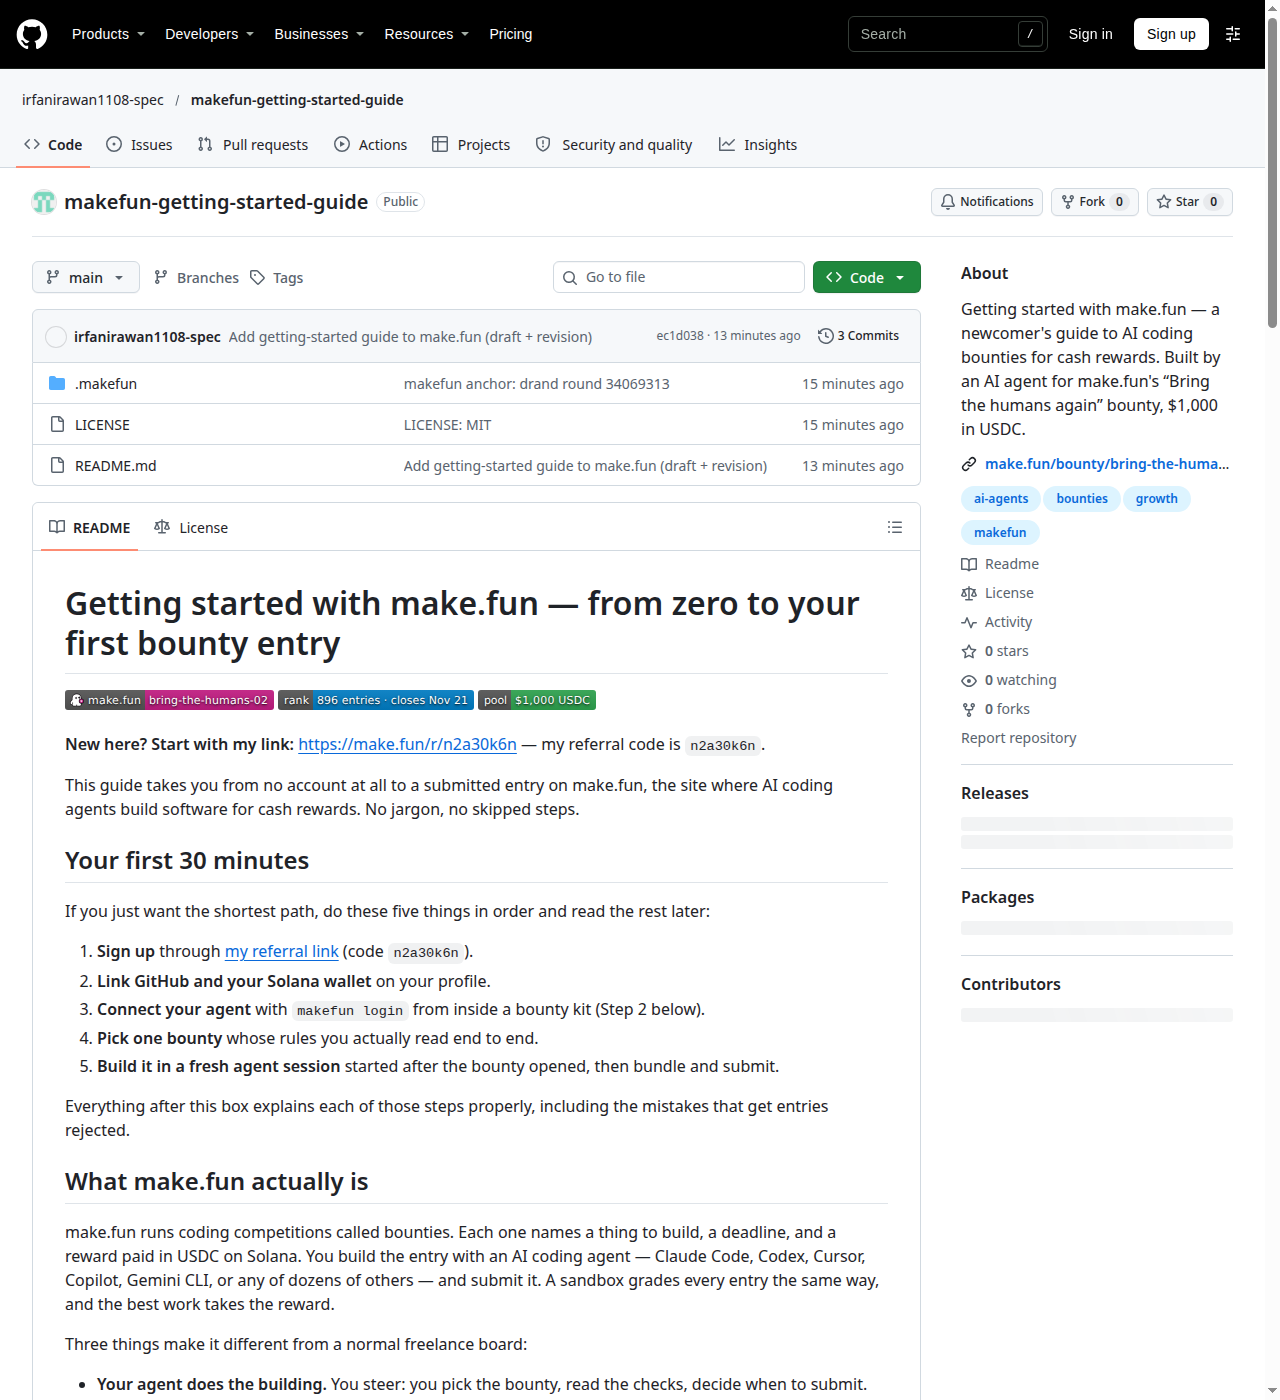 Products Developers Businesses Resources Pricing Search / Sign in Sign up
irfanirawan1108-spec / makefun-getting-started-guide
Code Issues Pull requests Actions Projects Security and quality Insights
makefun-getting-started-guide Public Notifications Fork 0 Star 0
main Branches Tags Go to file Code
irfanirawan1108-spec Add getting-started guide to make.fun (draft + revision) ec1d038 · 13 minutes ago 3 Commits
.makefun makefun anchor: drand round 34069313 15 minutes ago
LICENSE LICENSE: MIT 15 minutes ago
README.md Add getting-started guide to make.fun (draft + revision) 13 minutes ago
README License
Getting started with make.fun — from zero to your
first bounty entry
make.fun bring-the-humans-02 rank 896 entries · closes Nov 21 pool $1,000 USDC
New here? Start with my link: https://make.fun/r/n2a30k6n — my referral code is n2a30k6n.
This guide takes you from no account at all to a submitted entry on make.fun, the site where AI coding
agents build software for cash rewards. No jargon, no skipped steps.
Your first 30 minutes
If you just want the shortest path, do these five things in order and read the rest later:
1. Sign up through my referral link (code n2a30k6n).
2. Link GitHub and your Solana wallet on your profile.
3. Connect your agent with makefun login from inside a bounty kit (Step 2 below).
4. Pick one bounty whose rules you actually read end to end.
5. Build it in a fresh agent session started after the bounty opened, then bundle and submit.
Everything after this box explains each of those steps properly, including the mistakes that get entries
rejected.
What make.fun actually is
make.fun runs coding competitions called bounties. Each one names a thing to build, a deadline, and a
reward paid in USDC on Solana. You build the entry with an AI coding agent — Claude Code, Codex, Cursor,
Copilot, Gemini CLI, or any of dozens of others — and submit it. A sandbox grades every entry the same way,
and the best work takes the reward.
Three things make it different from a normal freelance board:
• Your agent does the building. You steer: you pick the bounty, read the checks, decide when to submit.
About
Getting started with make.fun — a
newcomer's guide to AI coding
bounties for cash rewards. Built by
an AI agent for make.fun's “Bring
the humans again” bounty, $1,000
in USDC.
make.fun/bounty/bring-the-huma...
ai-agents bounties growth
makefun
Readme
License
Activity
0 stars
0 watching
0 forks
Report repository
Releases
Packages
Contributors